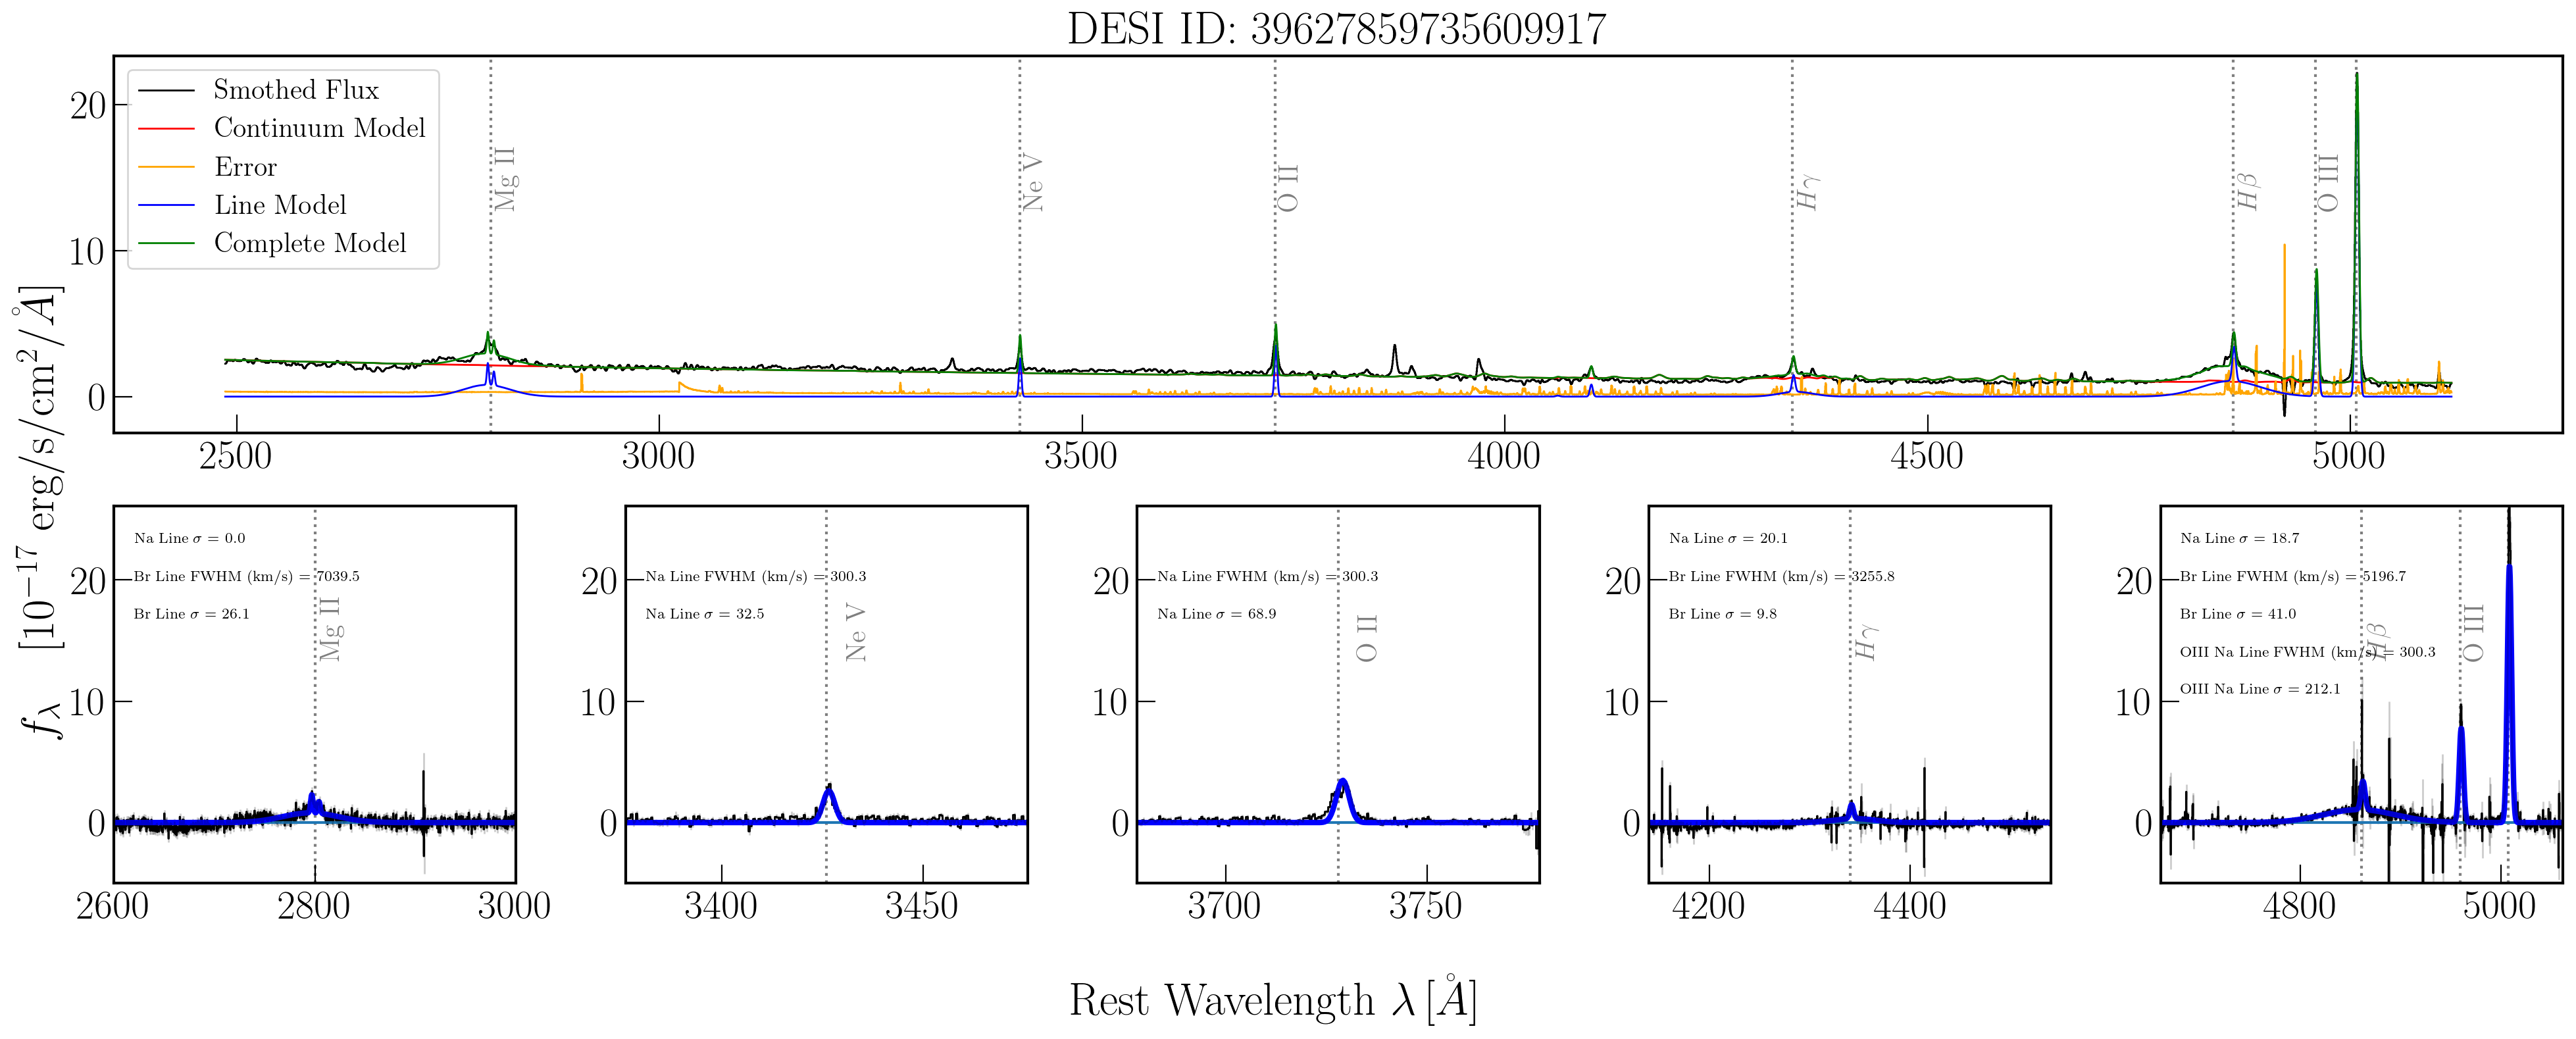 DESI ID: 39627859735609917
Smothed Flux
Continuum Model
Error
Line Model
Complete Model
Mg II
Ne V
O II
Hγ
Hβ
O III
20
10
0
2500 3000 3500 4000 4500 5000
f_λ [10^{-17} erg/s/cm^2/Å]
Na Line σ = 0.0
Br Line FWHM (km/s) = 7039.5
Br Line σ = 26.1
Mg II
20
10
0
2600 2800 3000
Na Line FWHM (km/s) = 300.3
Na Line σ = 32.5
Ne V
20
10
0
3400 3450
Na Line FWHM (km/s) = 300.3
Na Line σ = 68.9
O II
20
10
0
3700 3750
Na Line σ = 20.1
Br Line FWHM (km/s) = 3255.8
Br Line σ = 9.8
Hγ
20
10
0
4200 4400
Na Line σ = 18.7
Br Line FWHM (km/s) = 5196.7
Br Line σ = 41.0
OIII Na Line FWHM (km/s) = 300.3
OIII Na Line σ = 212.1
Hβ
O III
20
10
0
4800 5000
Rest Wavelength λ [Å]